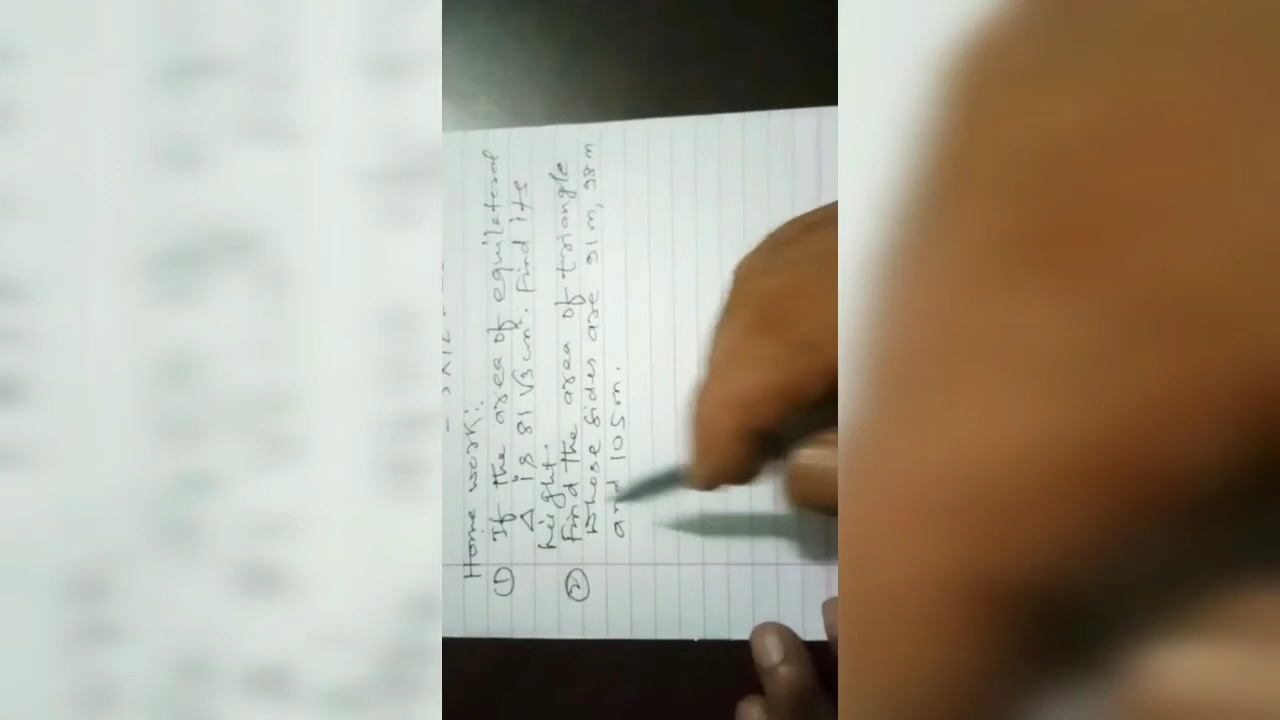 Home work:
① If the area of equilateral
Δ is 81√3 cm². Find its
height.
② Find the area of triangle
whose sides are 91m, 98m
and 105m.